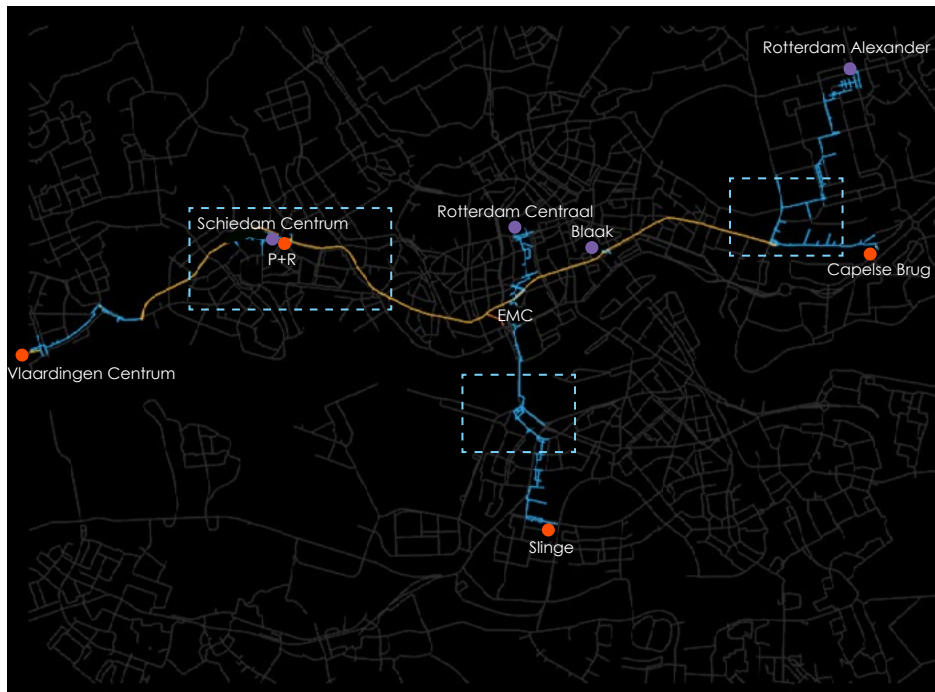 Rotterdam Alexander
Schiedam Centrum
Rotterdam Centraal
Blaak
P+R
Capelse Brug
EMC
Vlaardingen Centrum
Slinge